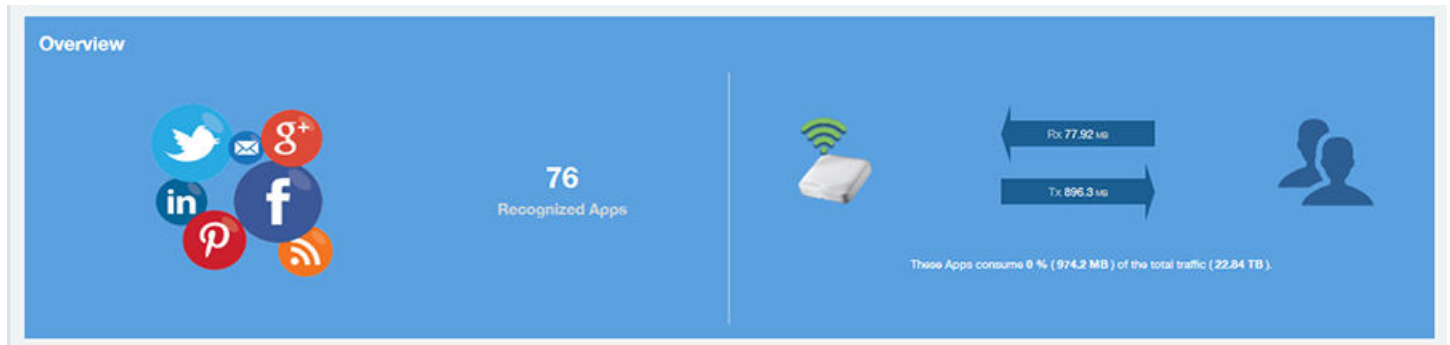 Overview
g+
in
f
76
Recognized Apps
Rx 77.92 MB
Tx 896.3 MB
These Apps consume 0 % ( 974.2 MB ) of the total traffic ( 22.84 TB ).